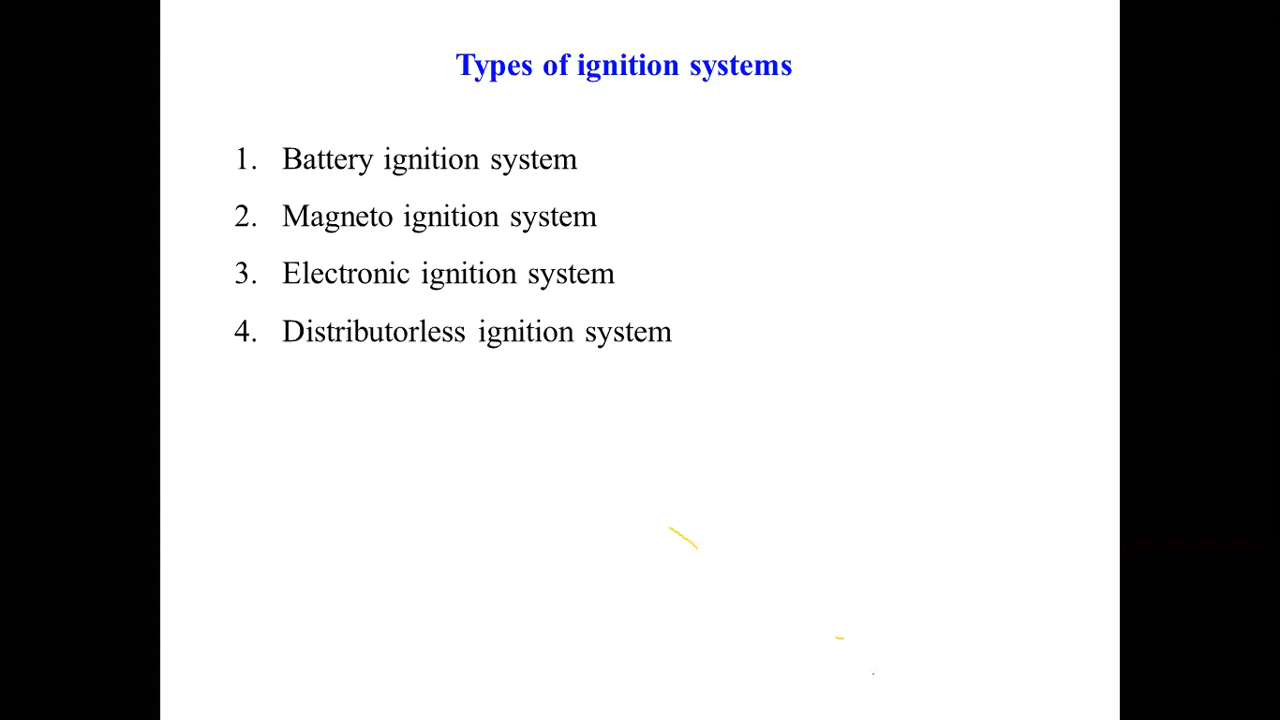 Types of ignition systems
1. Battery ignition system
2. Magneto ignition system
3. Electronic ignition system
4. Distributorless ignition system